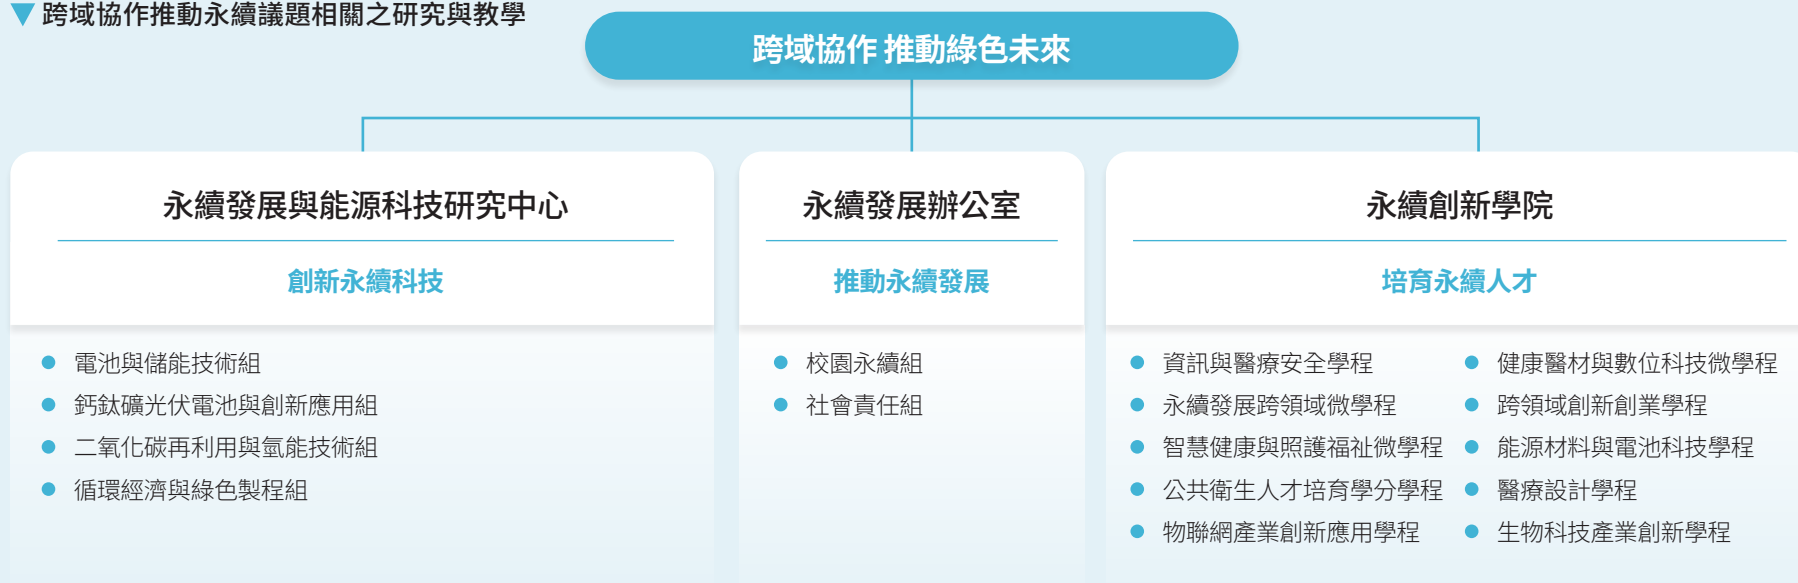 跨域協作推動永續議題相關之研究與教學
跨域協作 推動綠色未來
永續發展與能源科技研究中心
創新永續科技
電池與儲能技術組
鈣鈦礦光伏電池與創新應用組
二氧化碳再利用與氫能技術組
循環經濟與綠色製程組
永續發展辦公室
推動永續發展
校園永續組
社會責任組
永續創新學院
培育永續人才
資訊與醫療安全學程
永續發展跨領域微學程
智慧健康與照護福祉微學程
公共衛生人才培育學分學程
物聯網產業創新應用學程
健康醫材與數位科技微學程
跨領域創新創業學程
能源材料與電池科技學程
醫療設計學程
生物科技產業創新學程